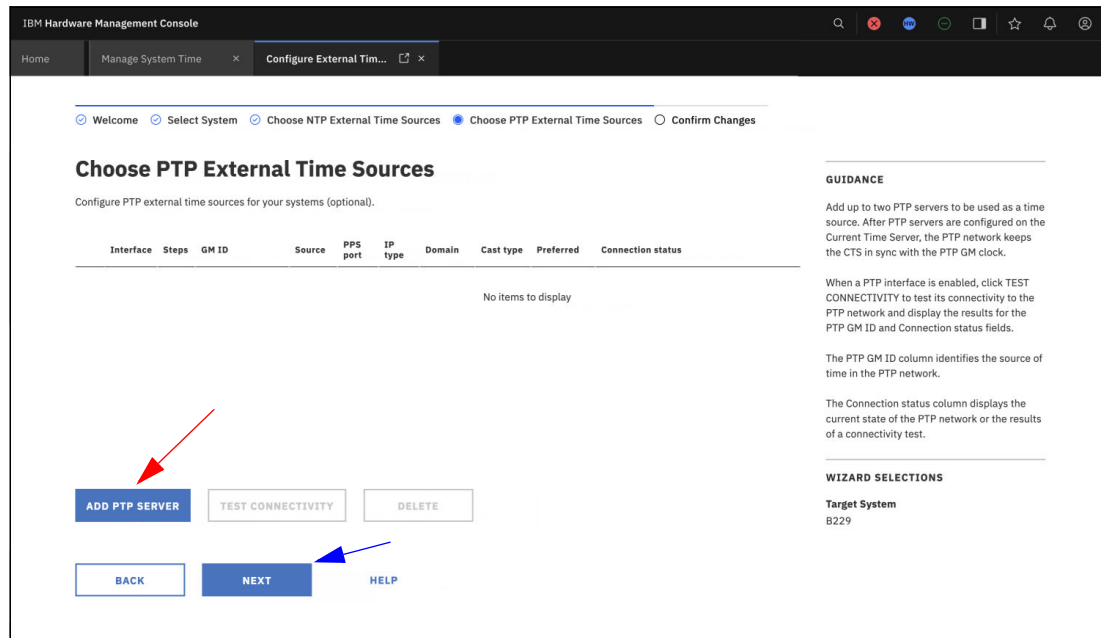 IBM Hardware Management Console
HW
Home
Manage System Time
Configure External Tim...
Welcome
Select System
Choose NTP External Time Sources
Choose PTP External Time Sources
Confirm Changes
Choose PTP External Time Sources
Configure PTP external time sources for your systems (optional).
Interface Steps GM ID Source PPS port IP type Domain Cast type Preferred Connection status
No items to display
ADD PTP SERVER
TEST CONNECTIVITY
DELETE
BACK
NEXT
HELP
GUIDANCE
Add up to two PTP servers to be used as a time
source. After PTP servers are configured on the
Current Time Server, the PTP network keeps
the CTS in sync with the PTP GM clock.
When a PTP interface is enabled, click TEST
CONNECTIVITY to test its connectivity to the
PTP network and display the results for the
PTP GM ID and Connection status fields.
The PTP GM ID column identifies the source of
time in the PTP network.
The Connection status column displays the
current state of the PTP network or the results
of a connectivity test.
WIZARD SELECTIONS
Target System
B229